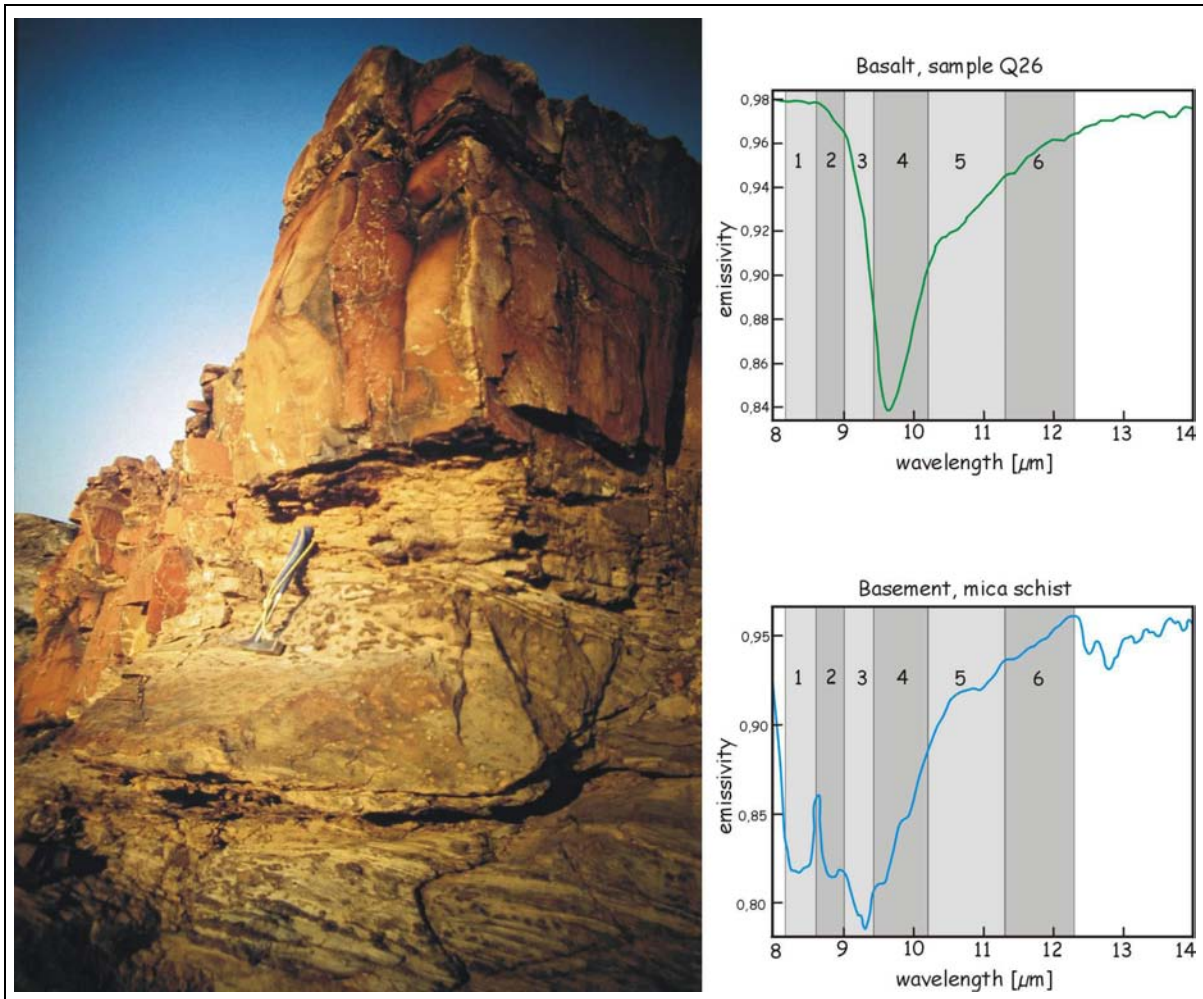 Basalt, sample Q26
0,98
0,96
0,94
0,92
0,90
0,88
0,86
0,84
emissivity
1 2 3 4 5 6
8 9 10 11 12 13 14
wavelength [µm]
Basement, mica schist
0,95
0,90
0,85
0,80
emissivity
1 2 3 4 5 6
8 9 10 11 12 13 14
wavelength [µm]